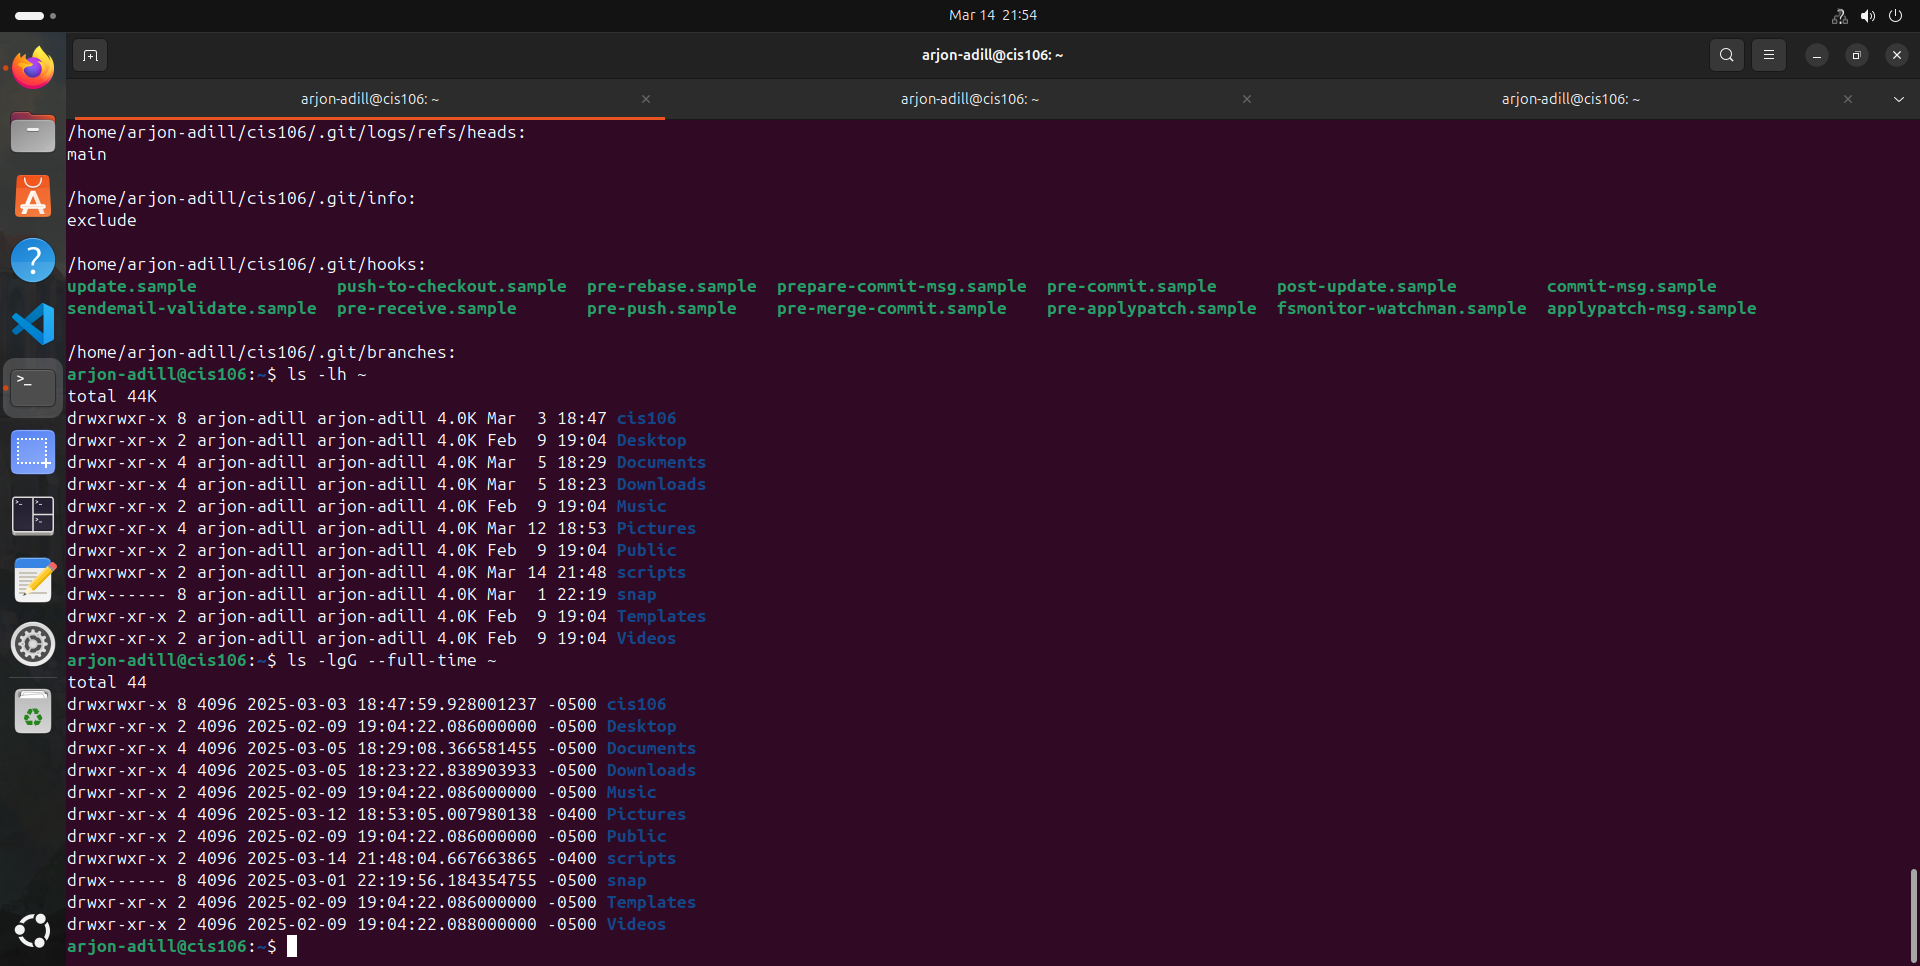 Mar 14 21:54
arjon-adill@cis106: ~
arjon-adill@cis106: ~ arjon-adill@cis106: ~ arjon-adill@cis106: ~
/home/arjon-adill/cis106/.git/logs/refs/heads:
main
/home/arjon-adill/cis106/.git/info:
exclude
/home/arjon-adill/cis106/.git/hooks:
update.sample push-to-checkout.sample pre-rebase.sample prepare-commit-msg.sample pre-commit.sample post-update.sample commit-msg.sample
sendemail-validate.sample pre-receive.sample pre-push.sample pre-merge-commit.sample pre-applypatch.sample fsmonitor-watchman.sample applypatch-msg.sample
/home/arjon-adill/cis106/.git/branches:
arjon-adill@cis106:~$ ls -lh ~
total 44K
drwxrwxr-x 8 arjon-adill arjon-adill 4.0K Mar  3 18:47 cis106
drwxr-xr-x 2 arjon-adill arjon-adill 4.0K Feb  9 19:04 Desktop
drwxr-xr-x 4 arjon-adill arjon-adill 4.0K Mar  5 18:29 Documents
drwxr-xr-x 4 arjon-adill arjon-adill 4.0K Mar  5 18:23 Downloads
drwxr-xr-x 2 arjon-adill arjon-adill 4.0K Feb  9 19:04 Music
drwxr-xr-x 4 arjon-adill arjon-adill 4.0K Mar 12 18:53 Pictures
drwxr-xr-x 2 arjon-adill arjon-adill 4.0K Feb  9 19:04 Public
drwxrwxr-x 2 arjon-adill arjon-adill 4.0K Mar 14 21:48 scripts
drwx------ 8 arjon-adill arjon-adill 4.0K Mar  1 22:19 snap
drwxr-xr-x 2 arjon-adill arjon-adill 4.0K Feb  9 19:04 Templates
drwxr-xr-x 2 arjon-adill arjon-adill 4.0K Feb  9 19:04 Videos
arjon-adill@cis106:~$ ls -lgG --full-time ~
total 44
drwxrwxr-x 8 4096 2025-03-03 18:47:59.928001237 -0500 cis106
drwxr-xr-x 2 4096 2025-02-09 19:04:22.086000000 -0500 Desktop
drwxr-xr-x 4 4096 2025-03-05 18:29:08.366581455 -0500 Documents
drwxr-xr-x 4 4096 2025-03-05 18:23:22.838903933 -0500 Downloads
drwxr-xr-x 2 4096 2025-02-09 19:04:22.086000000 -0500 Music
drwxr-xr-x 4 4096 2025-03-12 18:53:05.007980138 -0400 Pictures
drwxr-xr-x 2 4096 2025-02-09 19:04:22.086000000 -0500 Public
drwxrwxr-x 2 4096 2025-03-14 21:48:04.667663865 -0400 scripts
drwx------ 8 4096 2025-03-01 22:19:56.184354755 -0500 snap
drwxr-xr-x 2 4096 2025-02-09 19:04:22.086000000 -0500 Templates
drwxr-xr-x 2 4096 2025-02-09 19:04:22.088000000 -0500 Videos
arjon-adill@cis106:~$